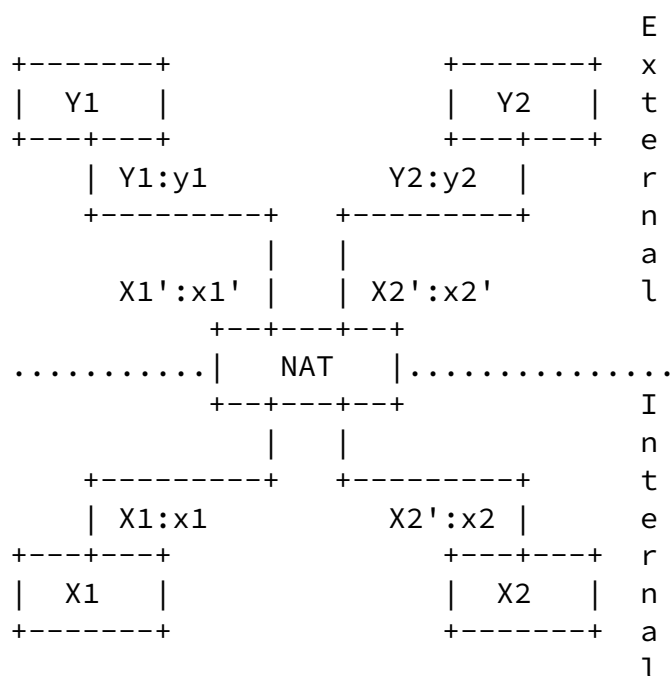 E
+-------+                 +-------+  x
|  Y1   |                 |  Y2   |  t
+---+---+                 +---+---+  e
    | Y1:y1          Y2:y2  |        r
    +---------+   +---------+        n
              |   |                  a
      X1':x1' |   | X2':x2'          l
           +--+---+--+
...........|   NAT   |...............
           +--+---+--+               I
              |   |                  n
    +---------+   +---------+        t
    | X1:x1          X2':x2 |        e
+---+---+                 +---+---+  r
|  X1   |                 |  X2   |  n
+-------+                 +-------+  a
                                     l